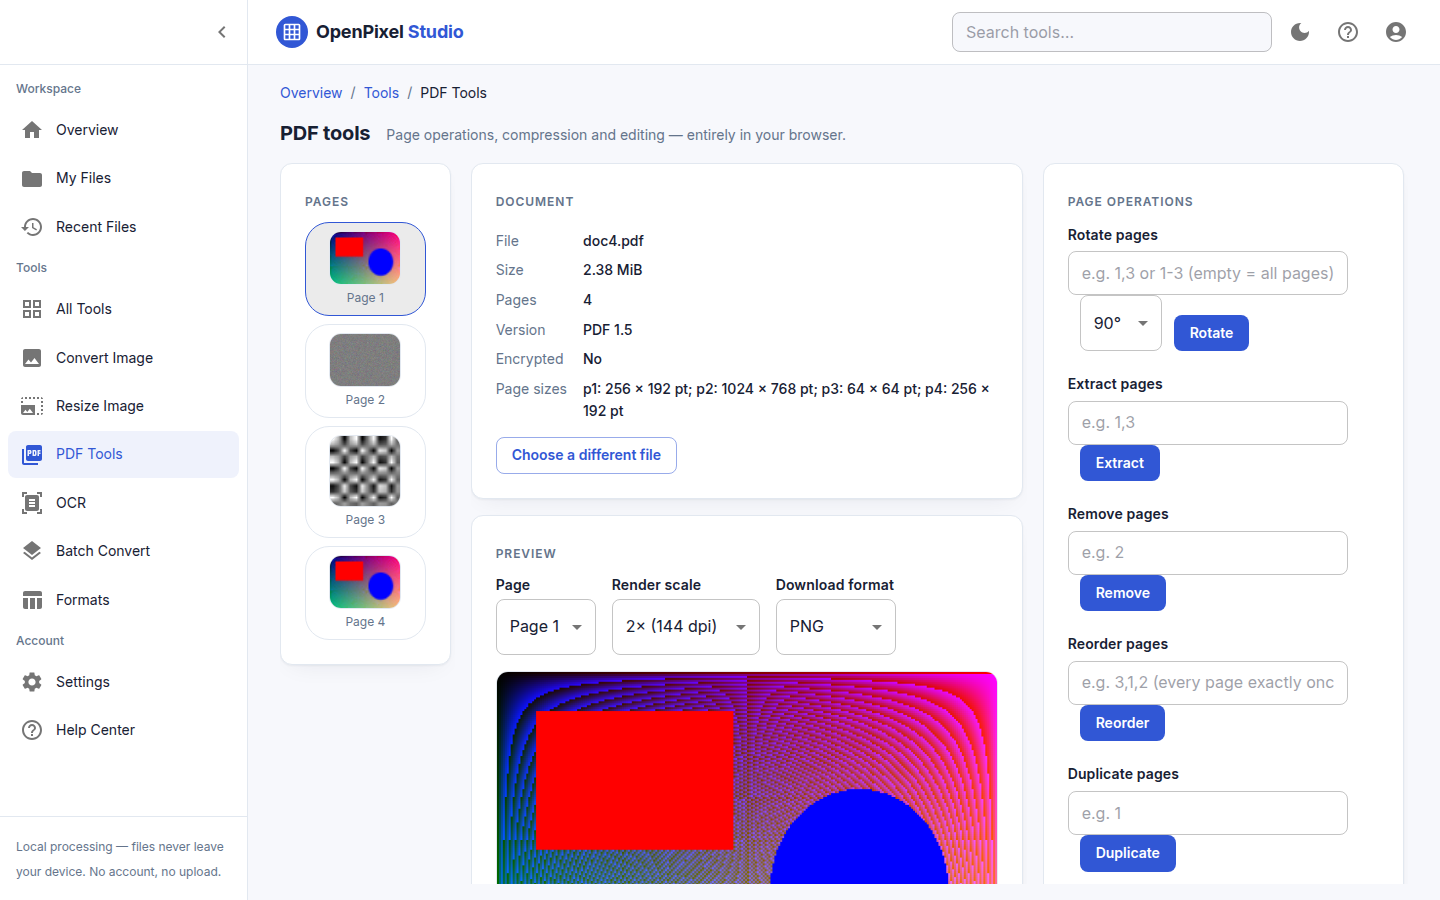 OpenPixel Studio
Search tools...
Workspace
Overview
My Files
Recent Files
Tools
All Tools
Convert Image
Resize Image
PDF Tools
OCR
Batch Convert
Formats
Account
Settings
Help Center
Local processing — files never leave
your device. No account, no upload.
Overview / Tools / PDF Tools
PDF tools Page operations, compression and editing — entirely in your browser.
PAGES
Page 1
Page 2
Page 3
Page 4
DOCUMENT
File doc4.pdf
Size 2.38 MiB
Pages 4
Version PDF 1.5
Encrypted No
Page sizes p1: 256 × 192 pt; p2: 1024 × 768 pt; p3: 64 × 64 pt; p4: 256 ×
192 pt
Choose a different file
PREVIEW
Page Render scale Download format
Page 1 2× (144 dpi) PNG
PAGE OPERATIONS
Rotate pages
e.g. 1,3 or 1-3 (empty = all pages)
90° Rotate
Extract pages
e.g. 1,3
Extract
Remove pages
e.g. 2
Remove
Reorder pages
e.g. 3,1,2 (every page exactly onc
Reorder
Duplicate pages
e.g. 1
Duplicate